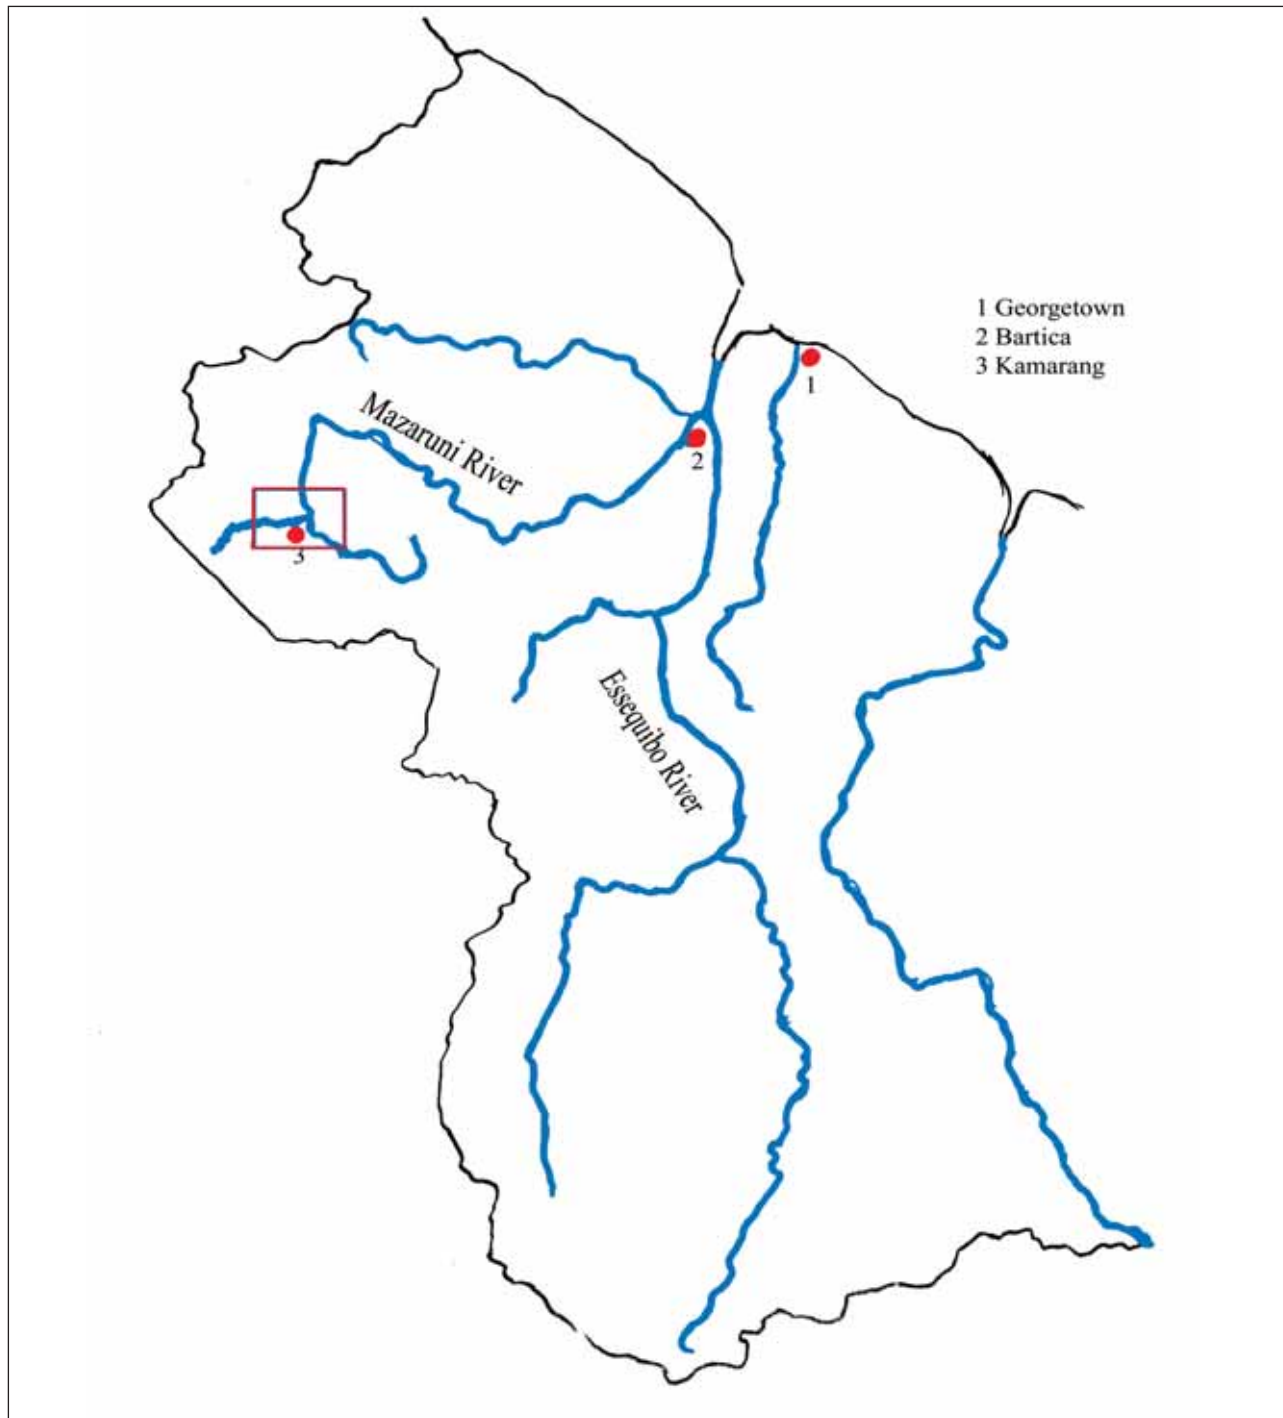 1 Georgetown
2 Bartica
3 Kamarang
1
Mazaruni River
2
3
Essequibo River